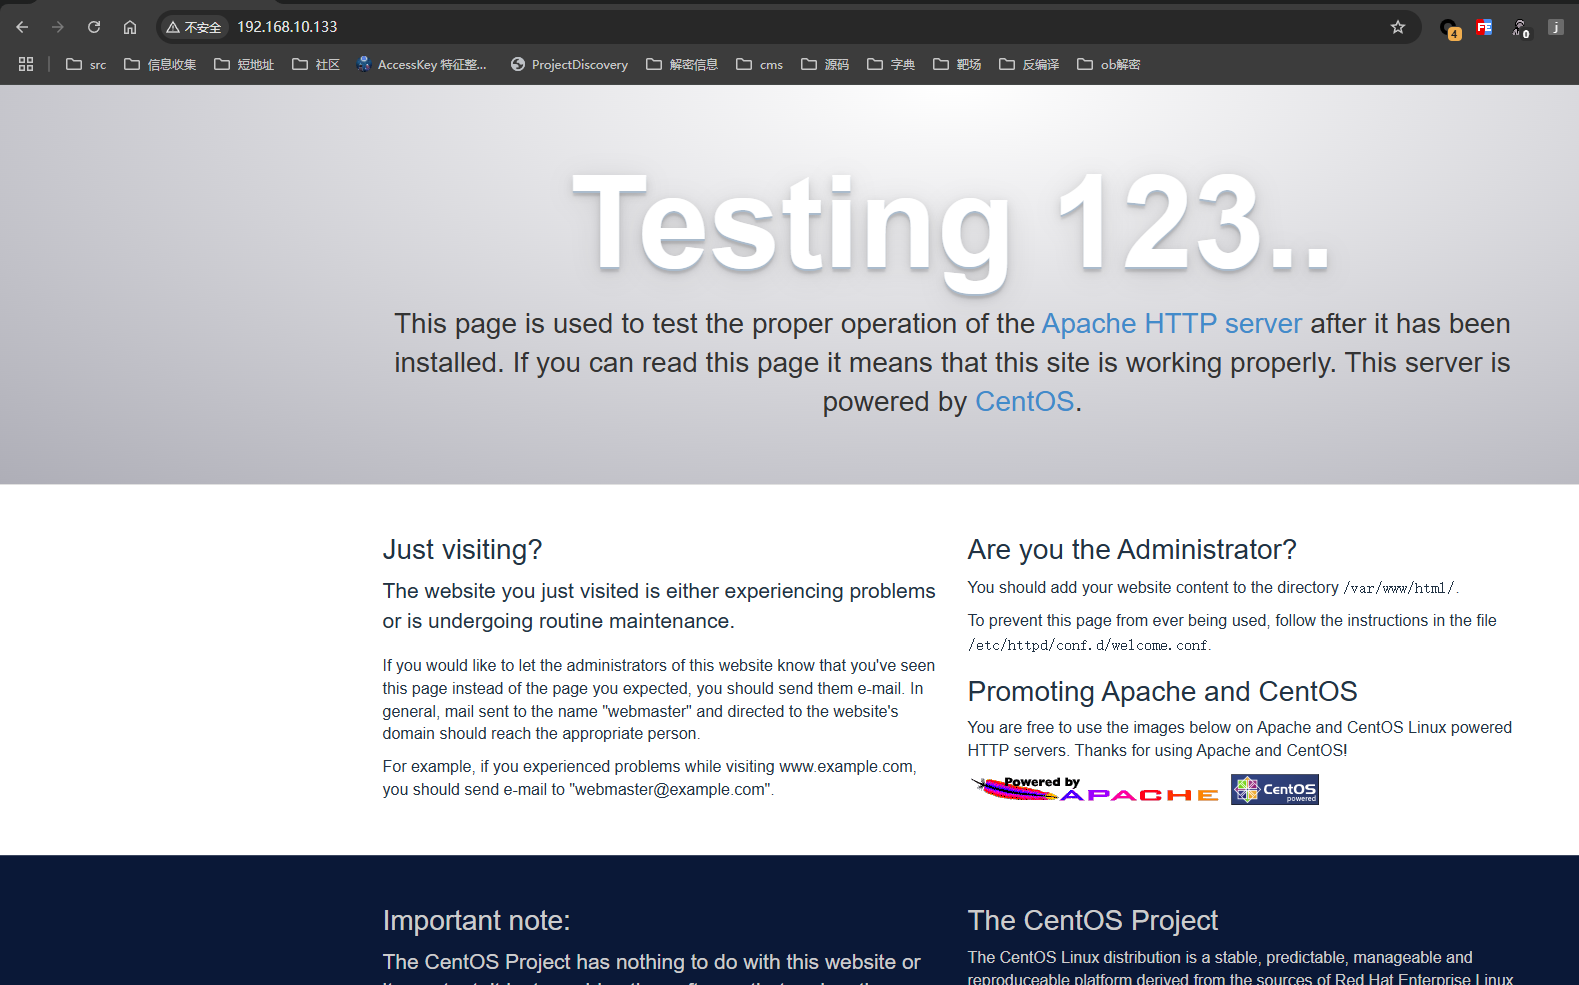 不安全 192.168.10.133
4 FE 0 j
src 信息收集 短地址 社区 AccessKey 特征整... ProjectDiscovery 解密信息 cms 源码 字典 靶场 反编译 ob解密
Testing 123..
This page is used to test the proper operation of the Apache HTTP server after it has been
installed. If you can read this page it means that this site is working properly. This server is
powered by CentOS.
Just visiting?
The website you just visited is either experiencing problems
or is undergoing routine maintenance.
If you would like to let the administrators of this website know that you've seen
this page instead of the page you expected, you should send them e-mail. In
general, mail sent to the name "webmaster" and directed to the website's
domain should reach the appropriate person.
For example, if you experienced problems while visiting www.example.com,
you should send e-mail to "webmaster@example.com".
Are you the Administrator?
You should add your website content to the directory /var/www/html/.
To prevent this page from ever being used, follow the instructions in the file
/etc/httpd/conf.d/welcome.conf.
Promoting Apache and CentOS
You are free to use the images below on Apache and CentOS Linux powered
HTTP servers. Thanks for using Apache and CentOS!
Powered by
APACHE
CentOS
powered
Important note:
The CentOS Project has nothing to do with this website or
The CentOS Project
The CentOS Linux distribution is a stable, predictable, manageable and
reproduceable platform derived from the sources of Red Hat Enterprise Linux